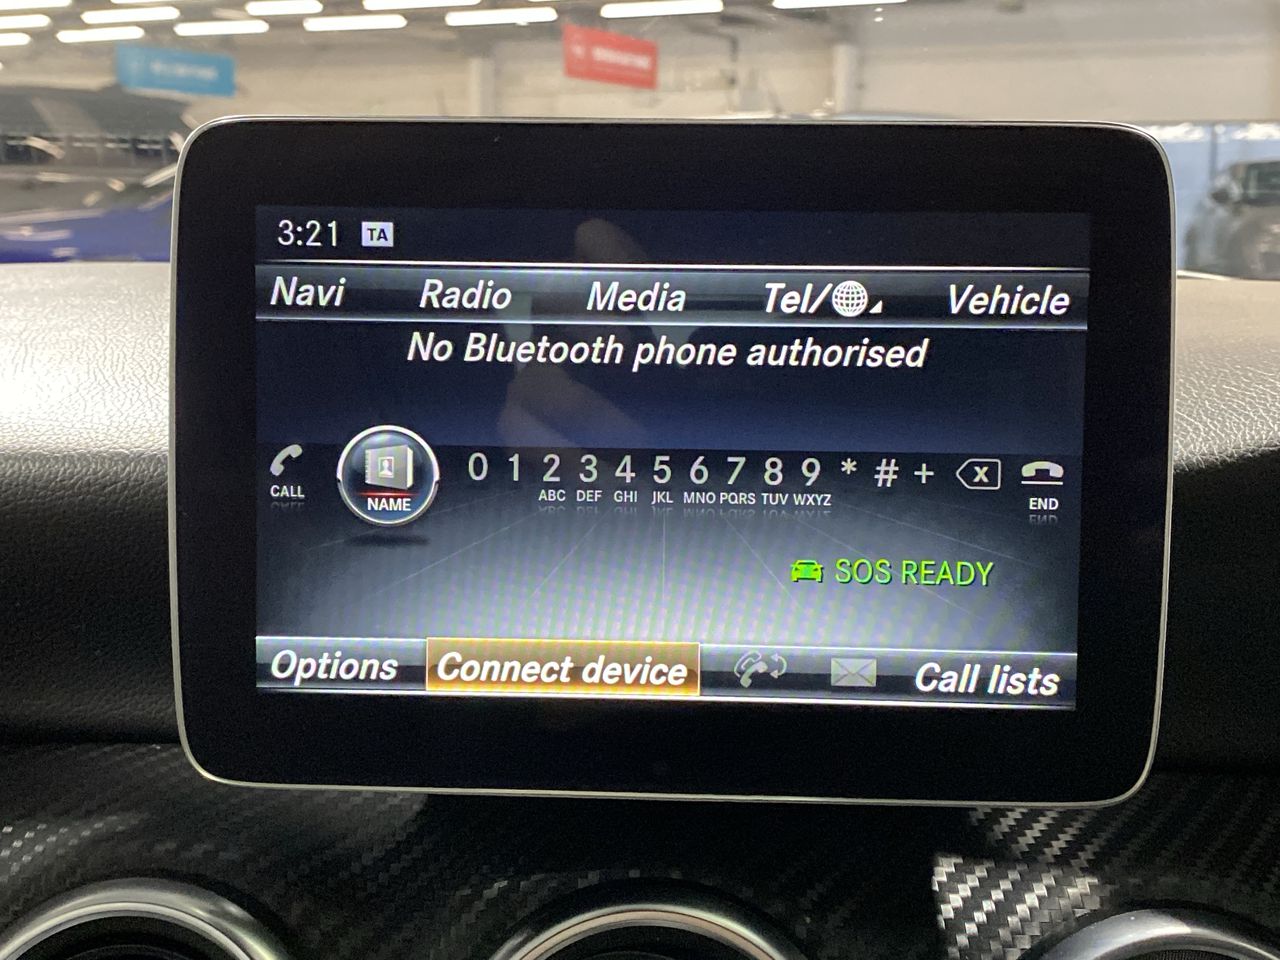 3:21 TA
Navi Radio Media Tel/ Vehicle
No Bluetooth phone authorised
0 1 2 3 4 5 6 7 8 9 * # + X
CALL NAME ABC DEF GHI JKL MNO PQRS TUV WXYZ END
SOS READY
Options Connect device Call lists